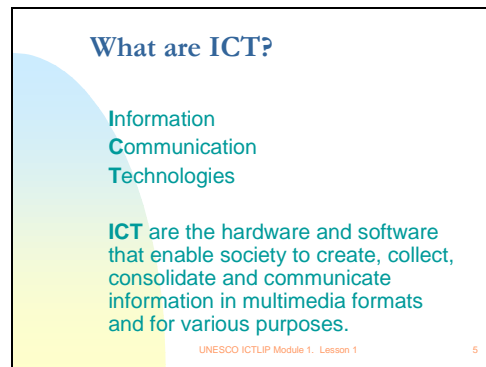 What are ICT?
Information
Communication
Technologies
ICT are the hardware and software
that enable society to create, collect,
consolidate and communicate
information in multimedia formats
and for various purposes.
UNESCO ICTLIP Module 1. Lesson 1 5